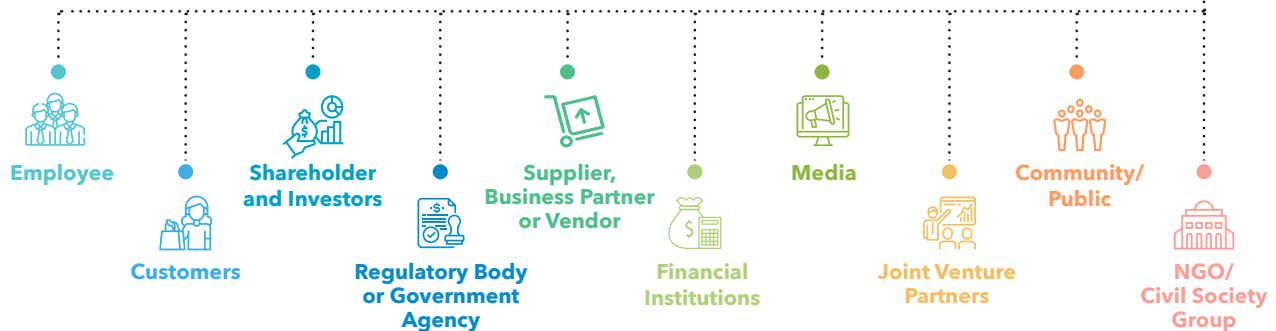 Employee
Customers
Shareholder
and Investors
Regulatory Body
or Government
Agency
Supplier,
Business Partner
or Vendor
Financial
Institutions
Media
Joint Venture
Partners
Community/
Public
NGO/
Civil Society
Group